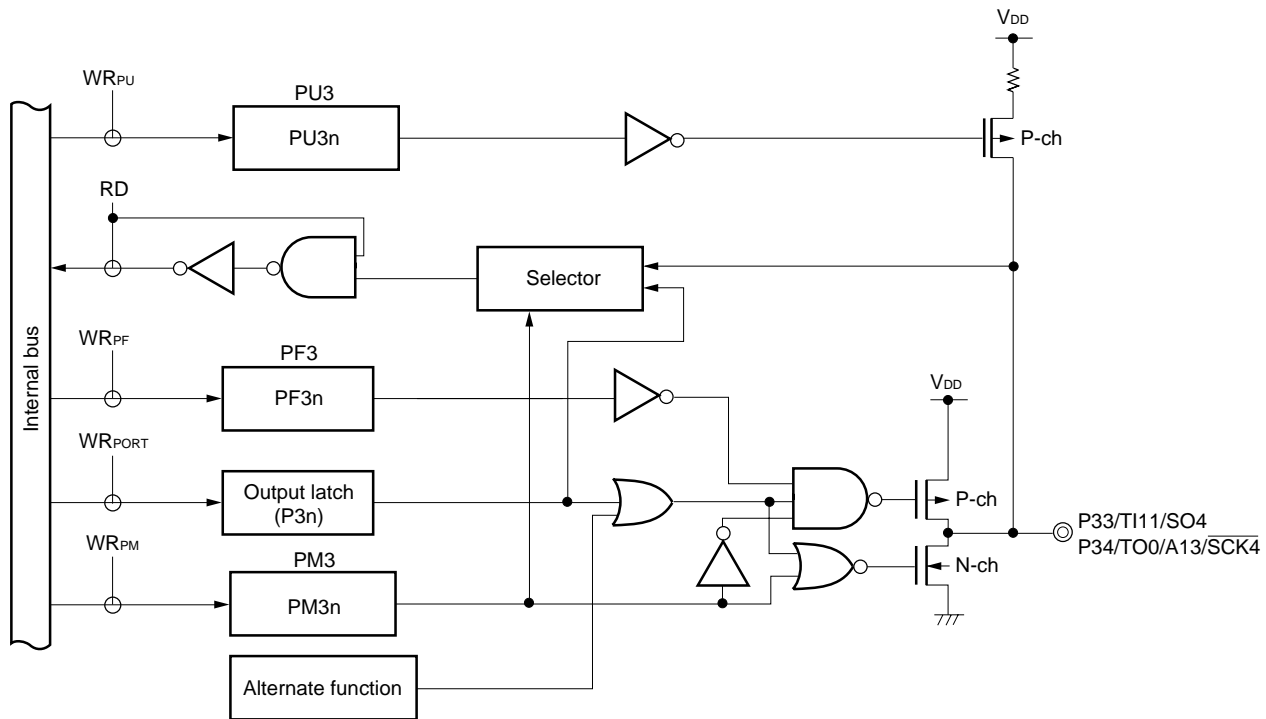 VDD
WRPU
PU3
PU3n
P-ch
RD
Selector
Internal bus
WRPF
PF3
PF3n
VDD
WRPORT
Output latch
(P3n)
P-ch
P33/TI11/SO4
P34/TO0/A13/S̅C̅K̅4̅
WRPM
PM3
N-ch
PM3n
Alternate function